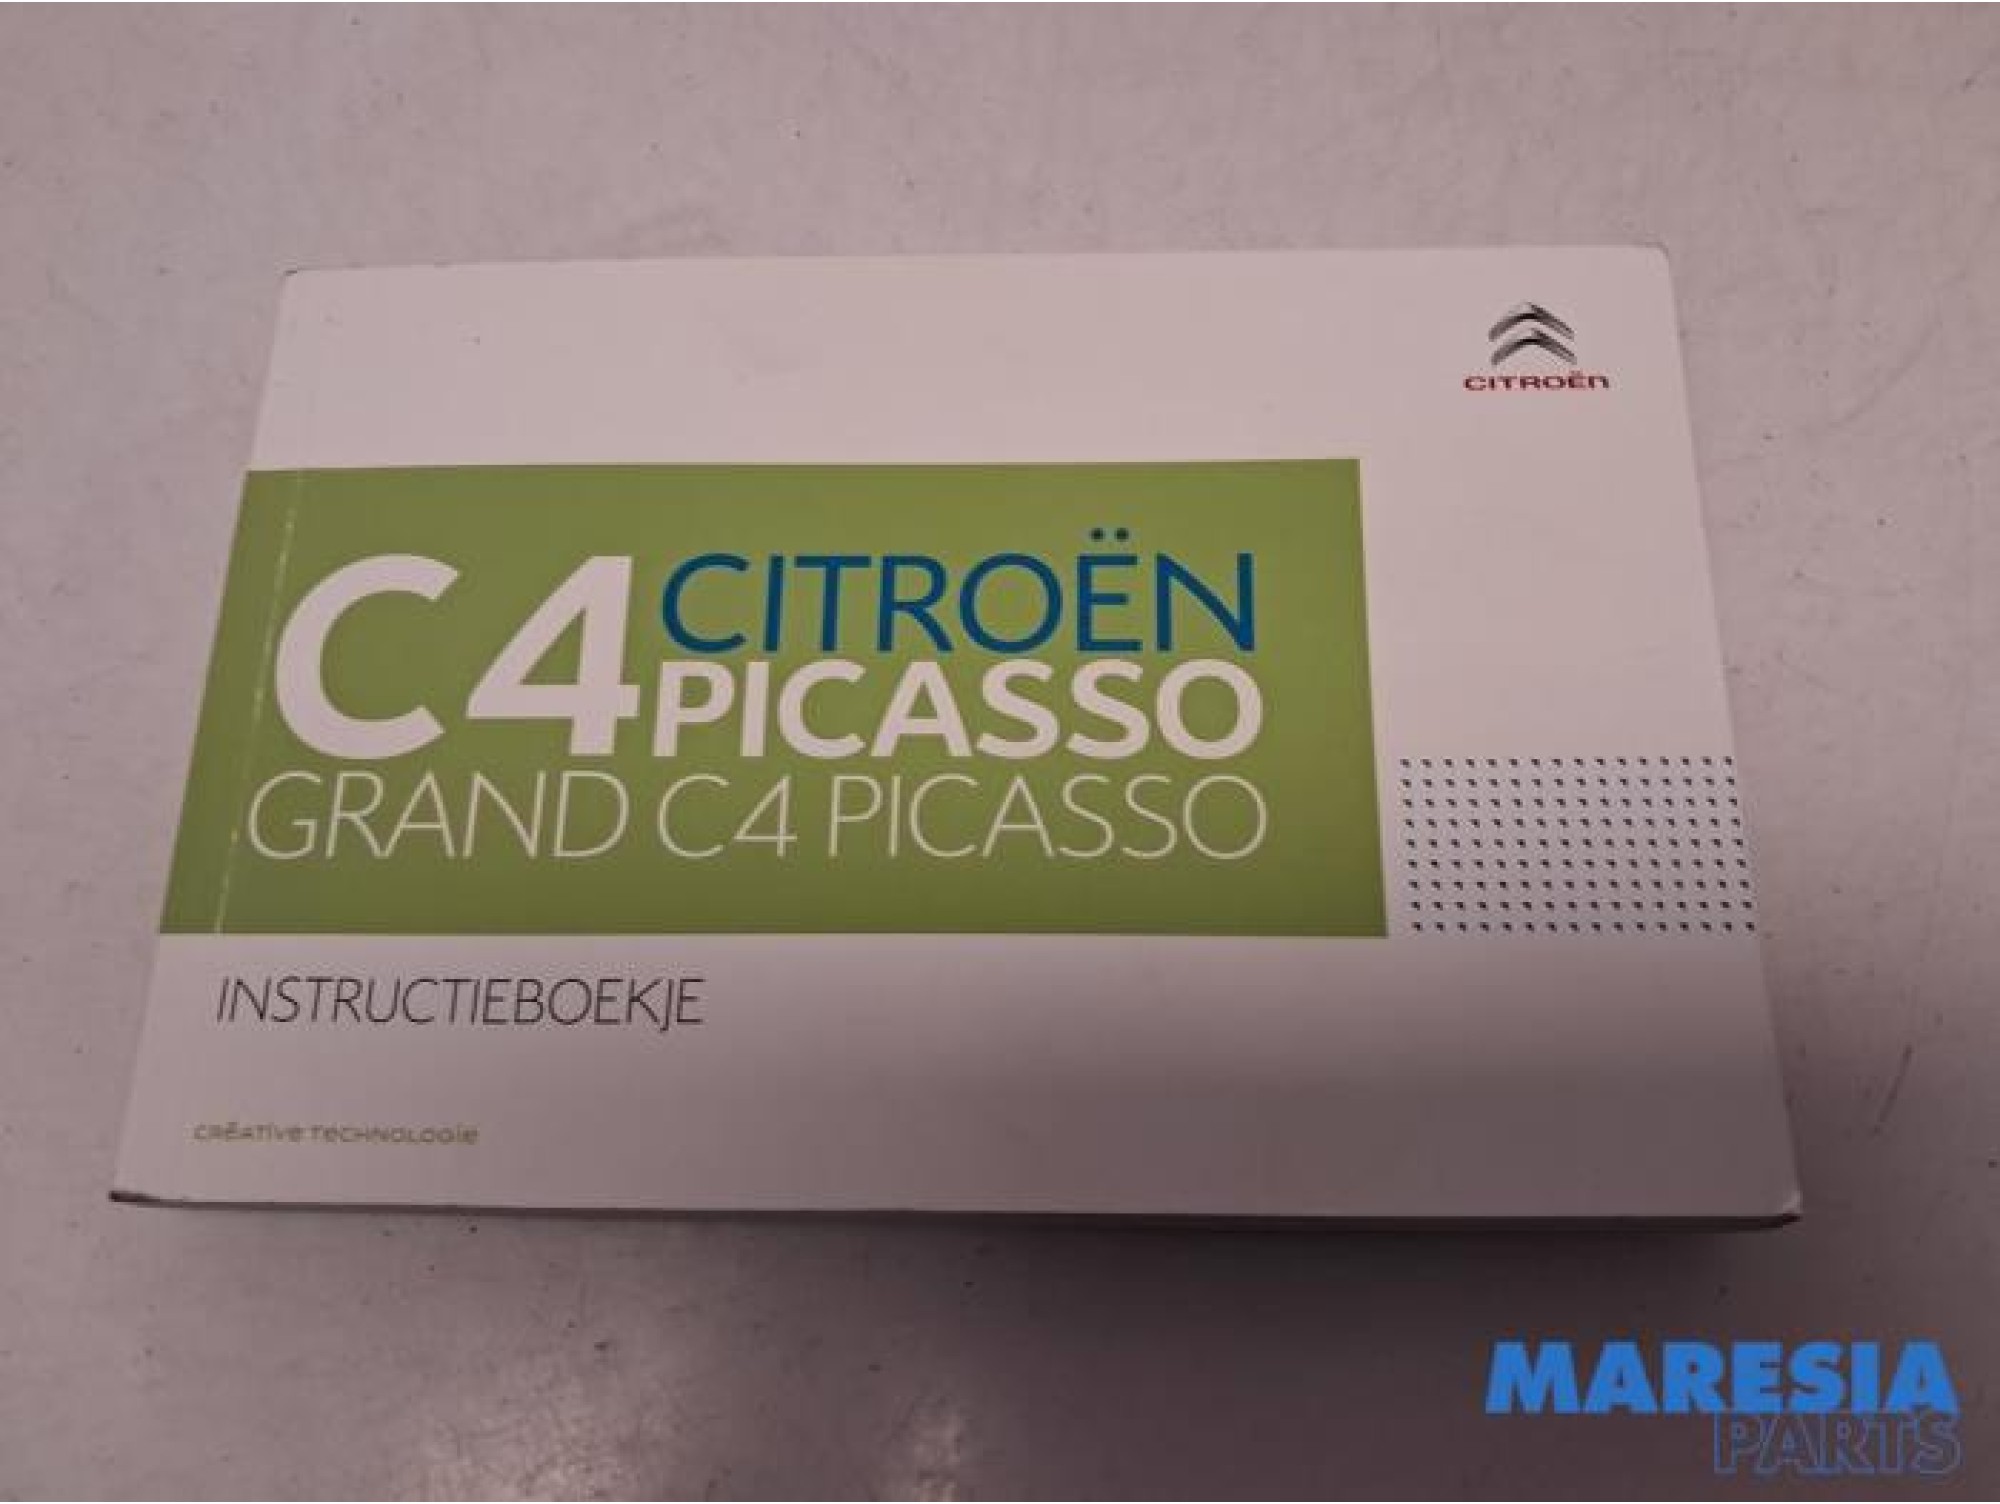 CITROËN
C4 CITROËN
PICASSO
GRAND C4 PICASSO
INSTRUCTIEBOEKJE
CRÉATIVE TECHNOLOGIE
MARESIA
PARTS